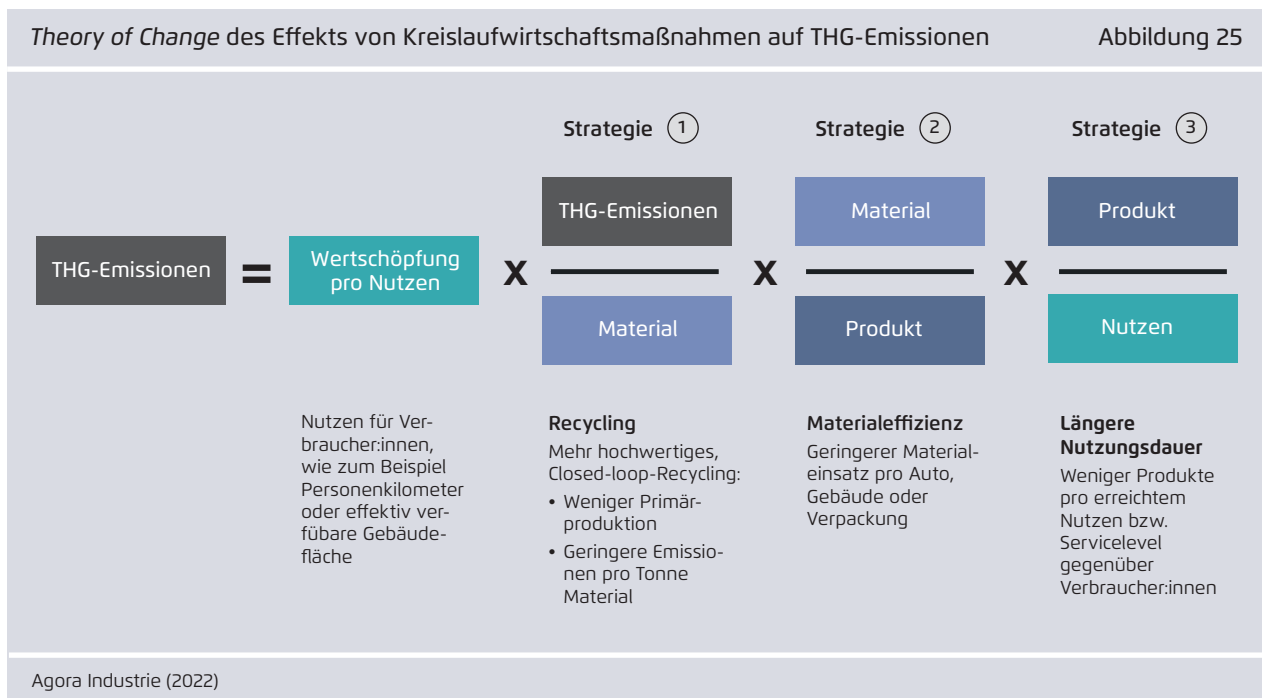 Theory of Change des Effekts von Kreislaufwirtschaftsmaßnahmen auf THG-Emissionen
Abbildung 25
Strategie 1
Strategie 2
Strategie 3
THG-Emissionen
=
Wertschöpfung
pro Nutzen
x
THG-Emissionen
Material
x
Material
Produkt
x
Produkt
Nutzen
Nutzen für Ver-
braucher:innen,
wie zum Beispiel
Personenkilometer
oder effektiv ver-
fübare Gebäude-
fläche
Recycling
Mehr hochwertiges,
Closed-loop-Recycling:
• Weniger Primär-
produktion
• Geringere Emissio-
nen pro Tonne
Material
Materialeffizienz
Geringerer Material-
einsatz pro Auto,
Gebäude oder
Verpackung
Längere
Nutzungsdauer
Weniger Produkte
pro erreichtem
Nutzen bzw.
Servicelevel
gegenüber
Verbraucher:innen
Agora Industrie (2022)